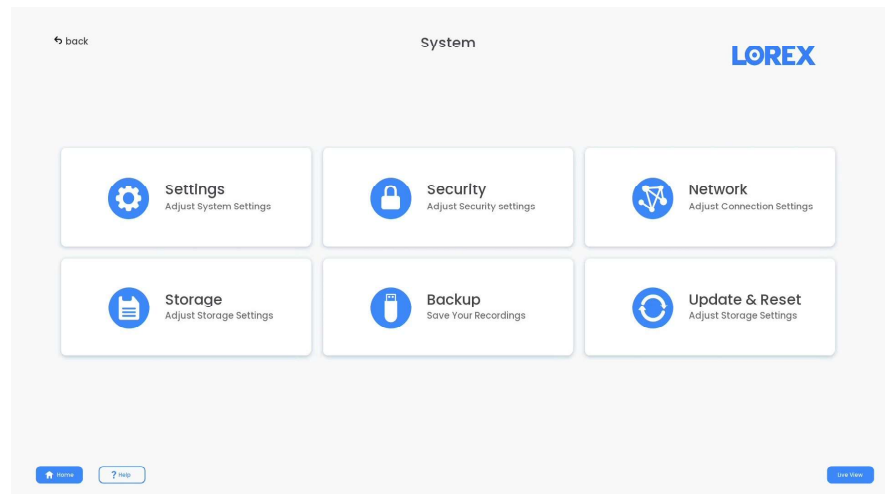 back
System
LOREX
Settings
Adjust System Settings
Security
Adjust Security settings
Network
Adjust Connection Settings
Storage
Adjust Storage Settings
Backup
Save Your Recordings
Update & Reset
Adjust Storage Settings
Home
? Help
Live View